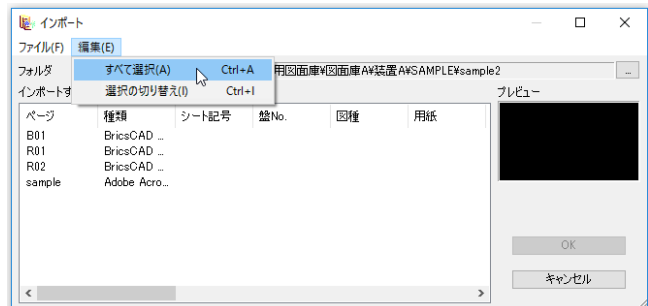 インポート
ファイル(F) 編集(E)
フォルダ すべて選択(A) Ctrl+A 用図面庫¥図面庫A¥装置A¥SAMPLE¥sample2 ...
インポートす 選択の切り替え(I) Ctrl+I プレビュー
ページ 種類 シート記号 盤No. 図種 用紙
B01 BricsCAD ...
R01 BricsCAD ...
R02 BricsCAD ...
sample Adobe Acro...
OK
キャンセル